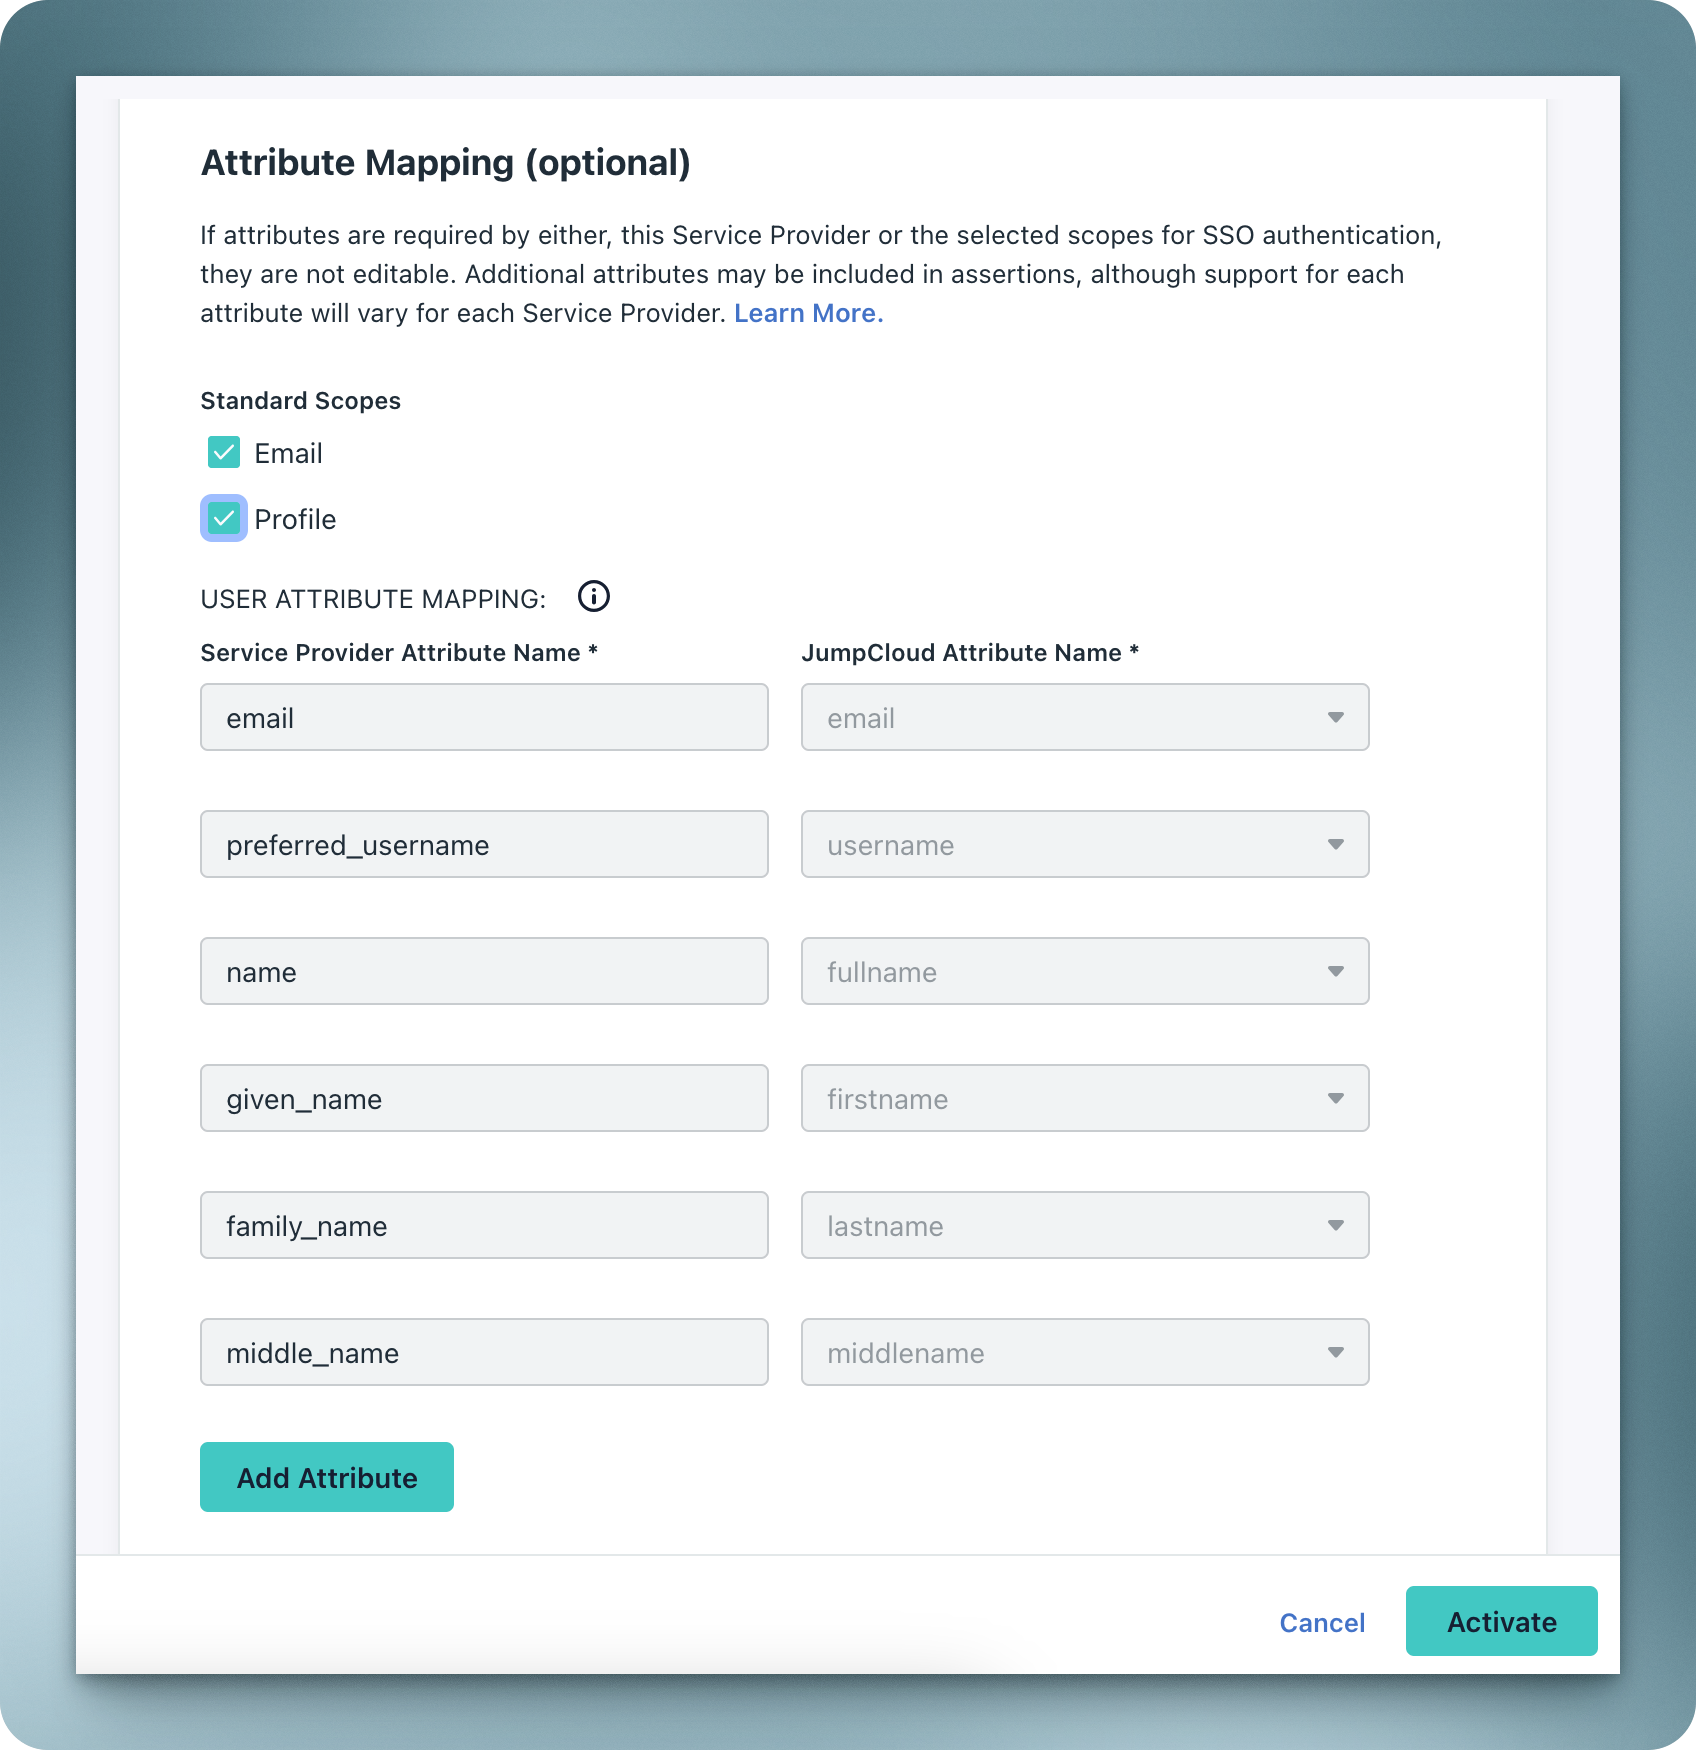 Attribute Mapping (optional)
If attributes are required by either, this Service Provider or the selected scopes for SSO authentication,
they are not editable. Additional attributes may be included in assertions, although support for each
attribute will vary for each Service Provider. Learn More.
Standard Scopes
Email
Profile
USER ATTRIBUTE MAPPING:
Service Provider Attribute Name * JumpCloud Attribute Name *
email email
preferred_username username
name fullname
given_name firstname
family_name lastname
middle_name middlename
Add Attribute
Cancel Activate